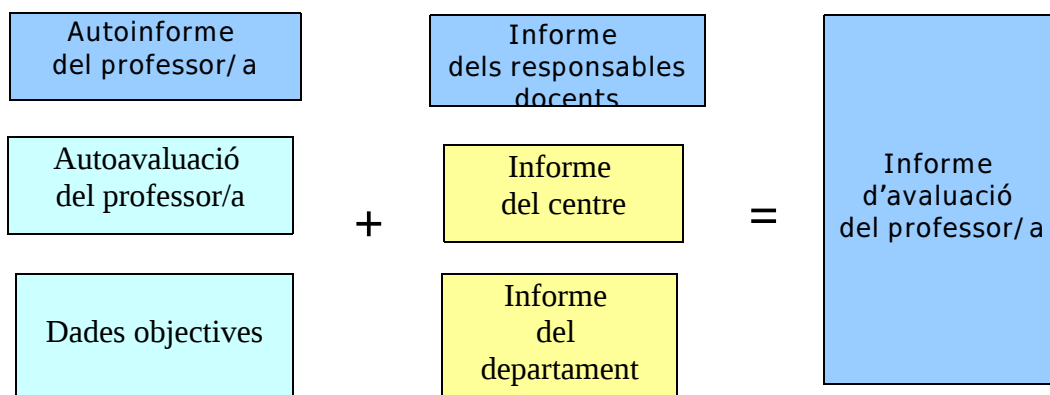 Autoinforme
del professor/a
Informe
dels responsables
docents
Autoavaluació
del professor/a
+
Informe
del centre
=
Informe
d'avaluació
del professor/a
Dades objectives
Informe
del
departament